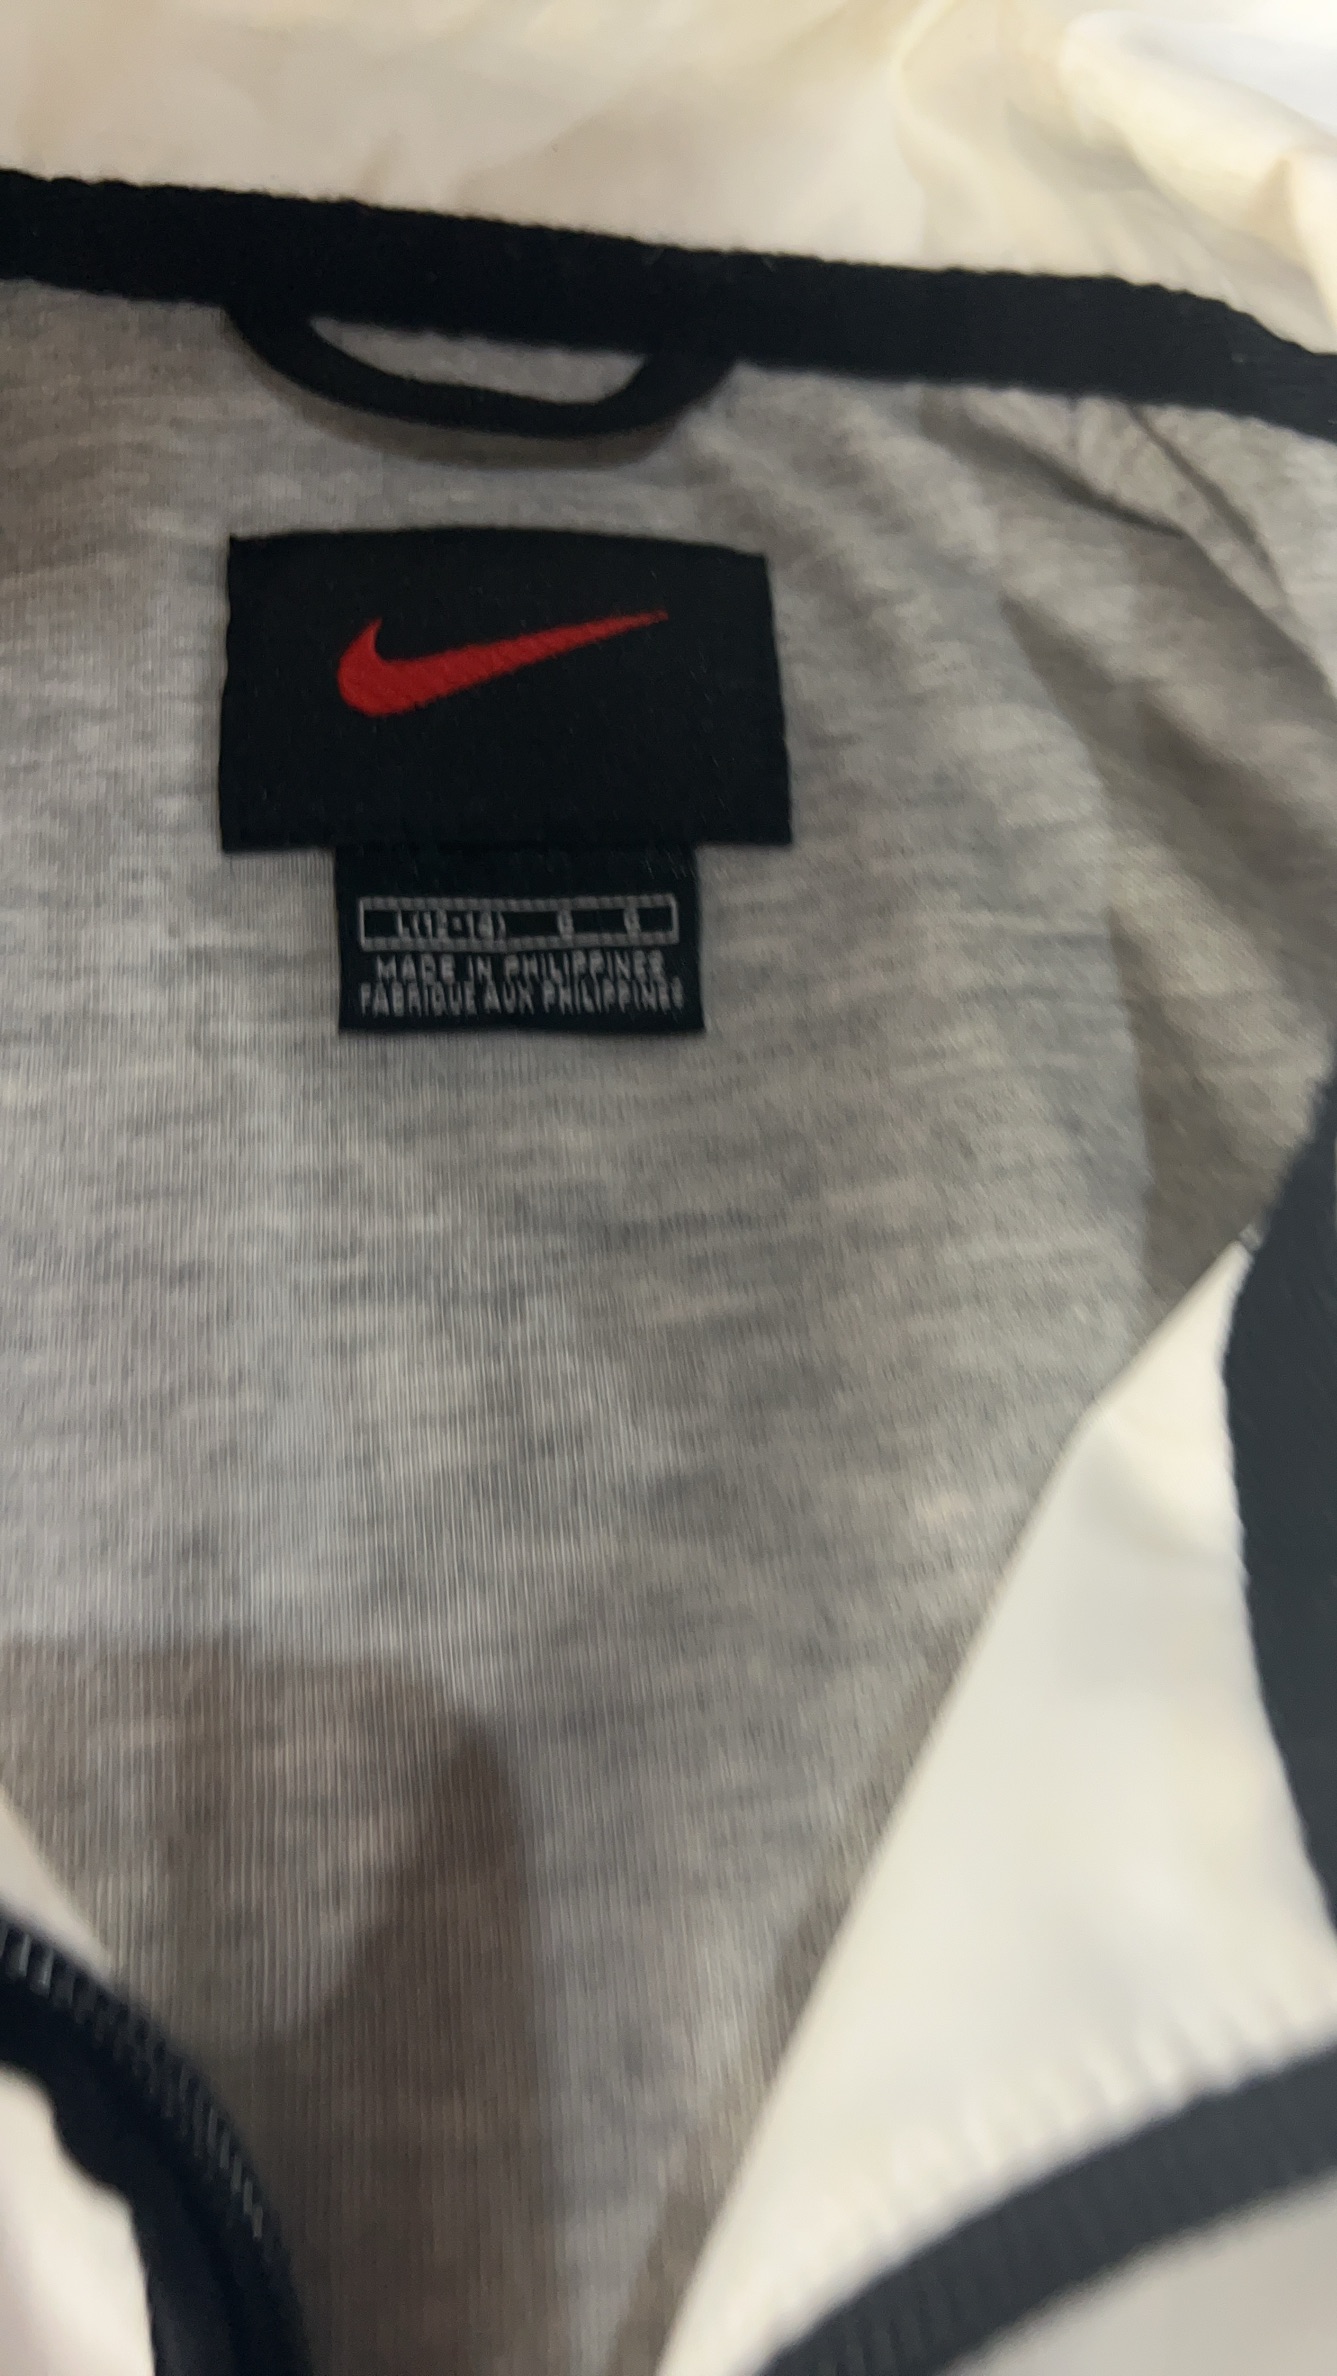 L(12-14) G G
MADE IN PHILIPPINES
FABRIQUE AUX PHILIPPINES